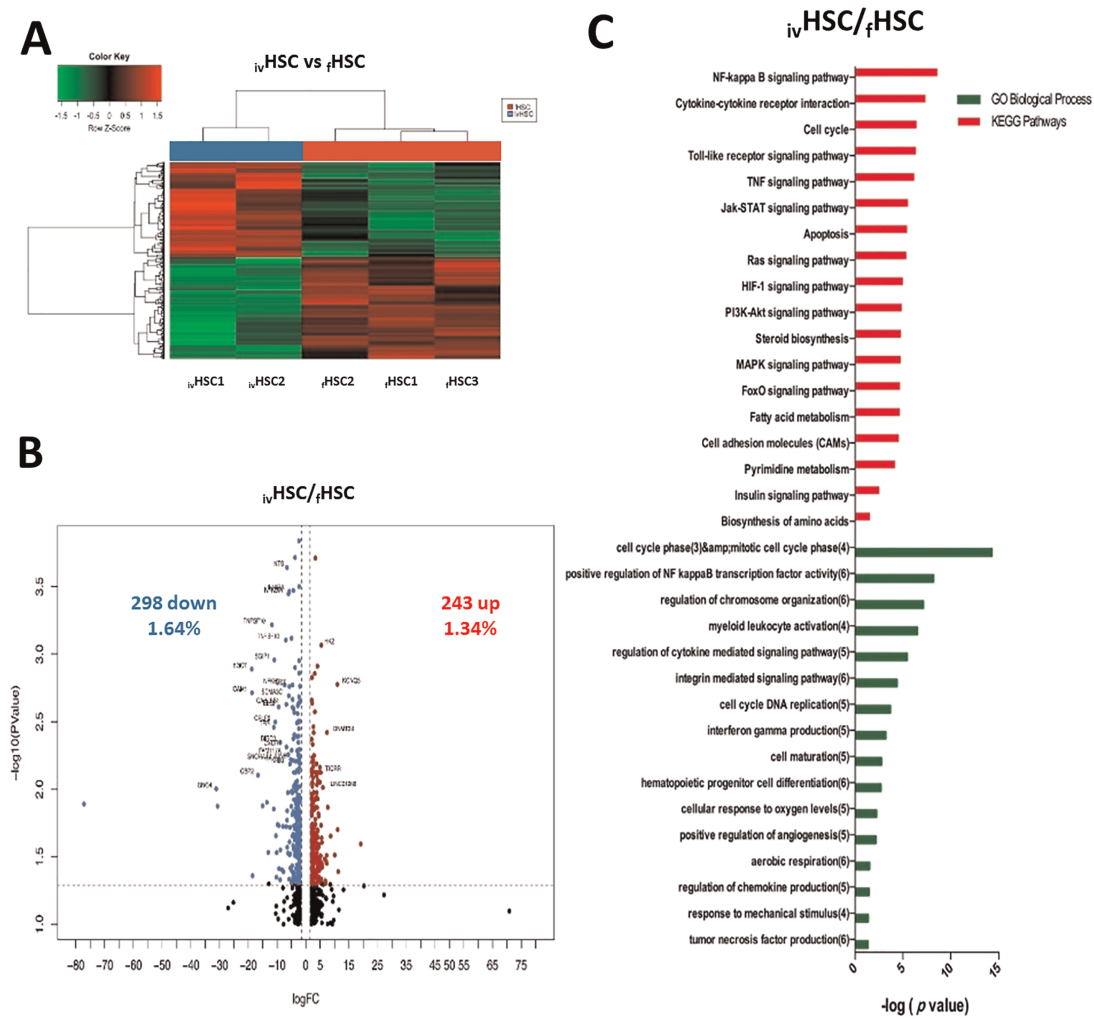 A
Color Key
-1.5 -1 -0.5 0 0.5 1 1.5
Row Z-Score
ivHSC vs fHSC
fHSC
ivHSC
ivHSC1 ivHSC2 fHSC2 fHSC1 fHSC3
B
ivHSC/fHSC
298 down
1.64%
243 up
1.34%
−log10(PValue)
3.5
3.0
2.5
2.0
1.5
1.0
−80 −70 −60 −50 −40 −30 −20 −10 0 5 15 25 35 45 50 55 65 75
logFC
C
ivHSC/fHSC
GO Biological Process
KEGG Pathways
NF-kappa B signaling pathway
Cytokine-cytokine receptor interaction
Cell cycle
Toll-like receptor signaling pathway
TNF signaling pathway
Jak-STAT signaling pathway
Apoptosis
Ras signaling pathway
HIF-1 signaling pathway
PI3K-Akt signaling pathway
Steroid biosynthesis
MAPK signaling pathway
FoxO signaling pathway
Fatty acid metabolism
Cell adhesion molecules (CAMs)
Pyrimidine metabolism
Insulin signaling pathway
Biosynthesis of amino acids
cell cycle phase(3)&amp;mitotic cell cycle phase(4)
positive regulation of NF kappaB transcription factor activity(6)
regulation of chromosome organization(6)
myeloid leukocyte activation(4)
regulation of cytokine mediated signaling pathway(5)
integrin mediated signaling pathway(6)
cell cycle DNA replication(5)
interferon gamma production(5)
cell maturation(5)
hematopoietic progenitor cell differentiation(6)
cellular response to oxygen levels(5)
positive regulation of angiogenesis(5)
aerobic respiration(6)
regulation of chemokine production(5)
response to mechanical stimulus(4)
tumor necrosis factor production(6)
0 5 10 15
-log ( p value)